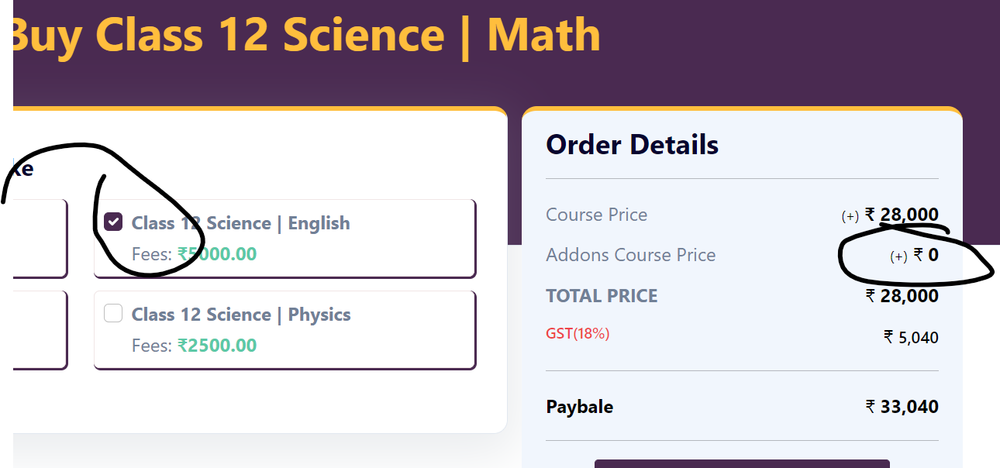 Buy Class 12 Science | Math
ke
Class 12 Science | English
Fees: ₹5000.00
Class 12 Science | Physics
Fees: ₹2500.00
Order Details
Course Price (+) ₹ 28,000
Addons Course Price (+) ₹ 0
TOTAL PRICE ₹ 28,000
GST(18%) ₹ 5,040
Paybale ₹ 33,040